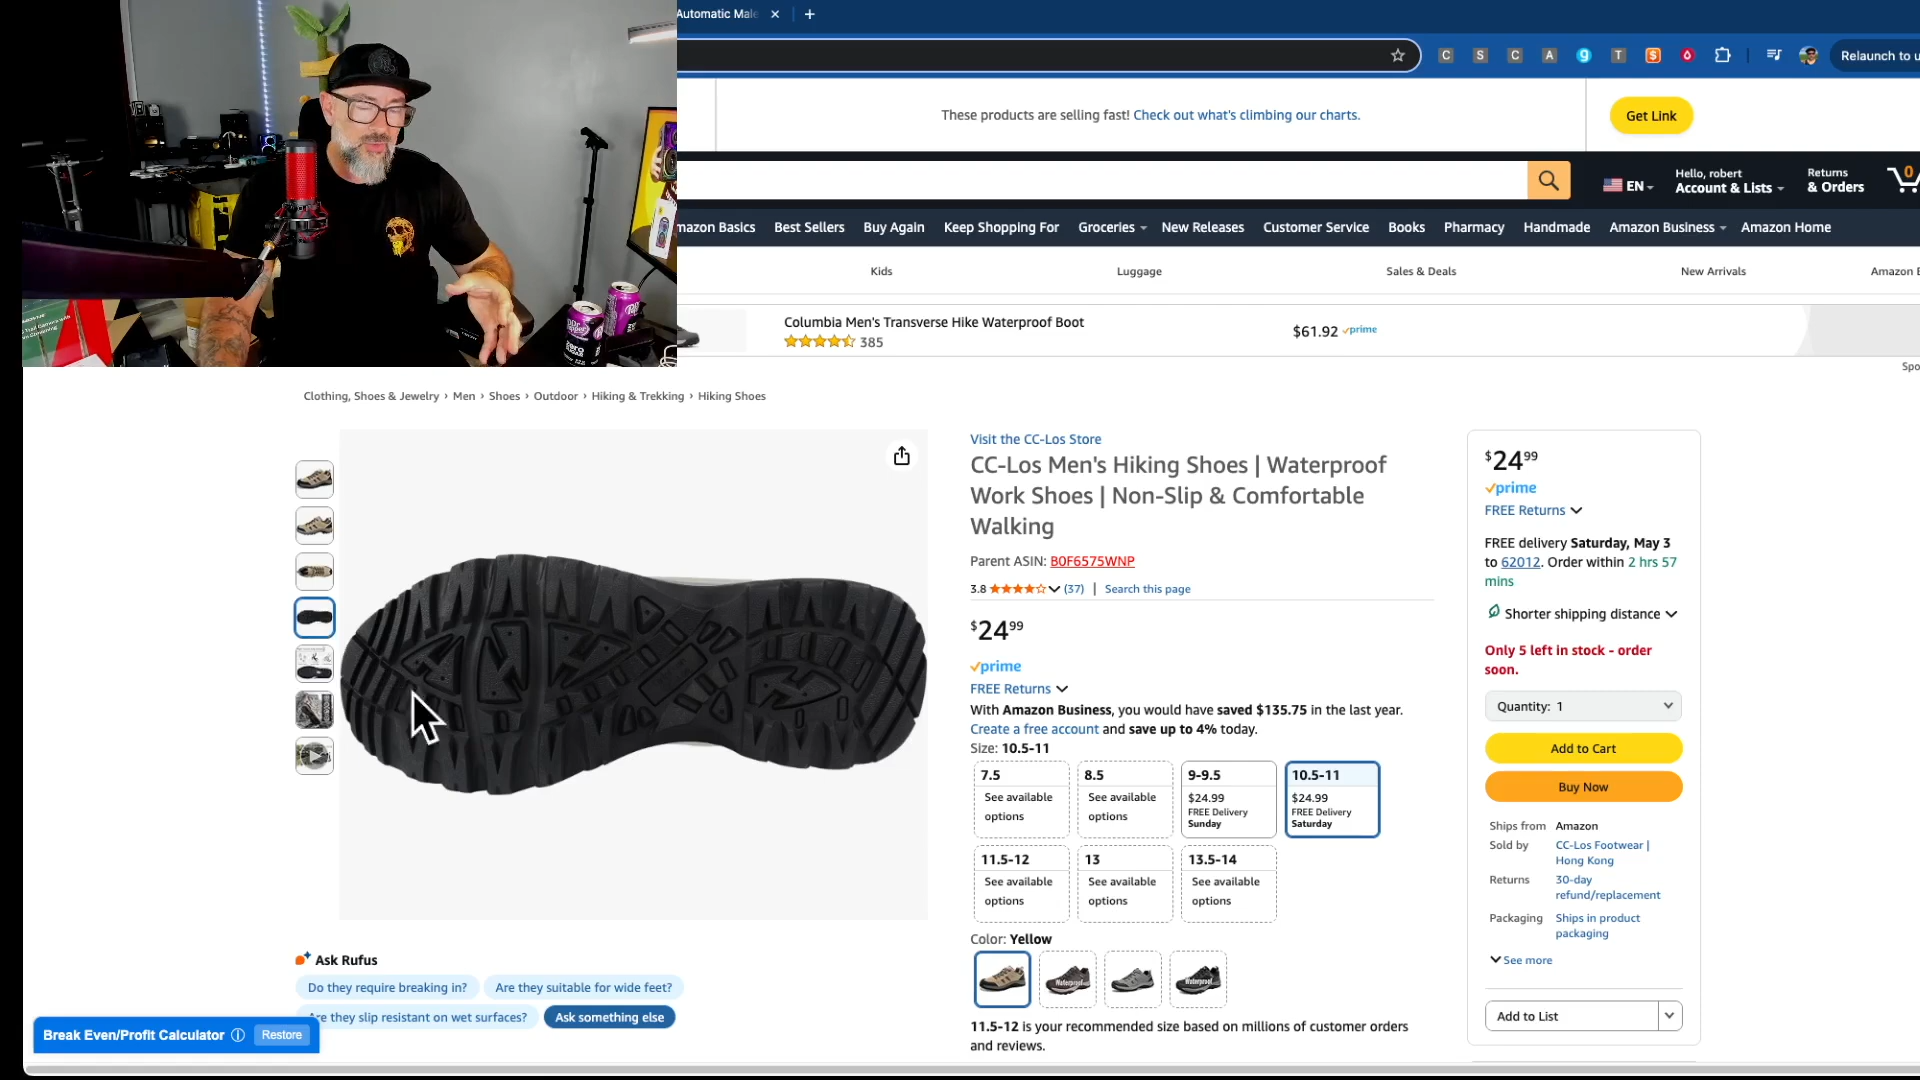 Automatic Male
Relaunch to u
These products are selling fast! Check out what's climbing our charts.
Get Link
EN
Hello, robert
Account & Lists
Returns
& Orders
0
mazon Basics
Best Sellers
Buy Again
Keep Shopping For
Groceries
New Releases
Customer Service
Books
Pharmacy
Handmade
Amazon Business
Amazon Home
Kids
Luggage
Sales & Deals
New Arrivals
Amazon E
Columbia Men's Transverse Hike Waterproof Boot
385
$61.92 prime
Spo
Clothing, Shoes & Jewelry › Men › Shoes › Outdoor › Hiking & Trekking › Hiking Shoes
Visit the CC-Los Store
CC-Los Men's Hiking Shoes | Waterproof
Work Shoes | Non-Slip & Comfortable
Walking
Parent ASIN: B0F6575WNP
3.8 (37) | Search this page
$24 99
prime
FREE Returns
With Amazon Business, you would have saved $135.75 in the last year.
Create a free account and save up to 4% today.
Size: 10.5-11
7.5
See available
options
8.5
See available
options
9-9.5
$24.99
FREE Delivery
Sunday
10.5-11
$24.99
FREE Delivery
Saturday
11.5-12
See available
options
13
See available
options
13.5-14
See available
options
Color: Yellow
Waterproof
Waterproof
11.5-12 is your recommended size based on millions of customer orders
and reviews.
$24 99
prime
FREE Returns
FREE delivery Saturday, May 3
to 62012. Order within 2 hrs 57
mins
Shorter shipping distance
Only 5 left in stock - order
soon.
Quantity: 1
Add to Cart
Buy Now
Ships from Amazon
Sold by CC-Los Footwear |
Hong Kong
Returns 30-day
refund/replacement
Packaging Ships in product
packaging
See more
Add to List
Ask Rufus
Do they require breaking in?
Are they suitable for wide feet?
re they slip resistant on wet surfaces?
Ask something else
Break Even/Profit Calculator
Restore